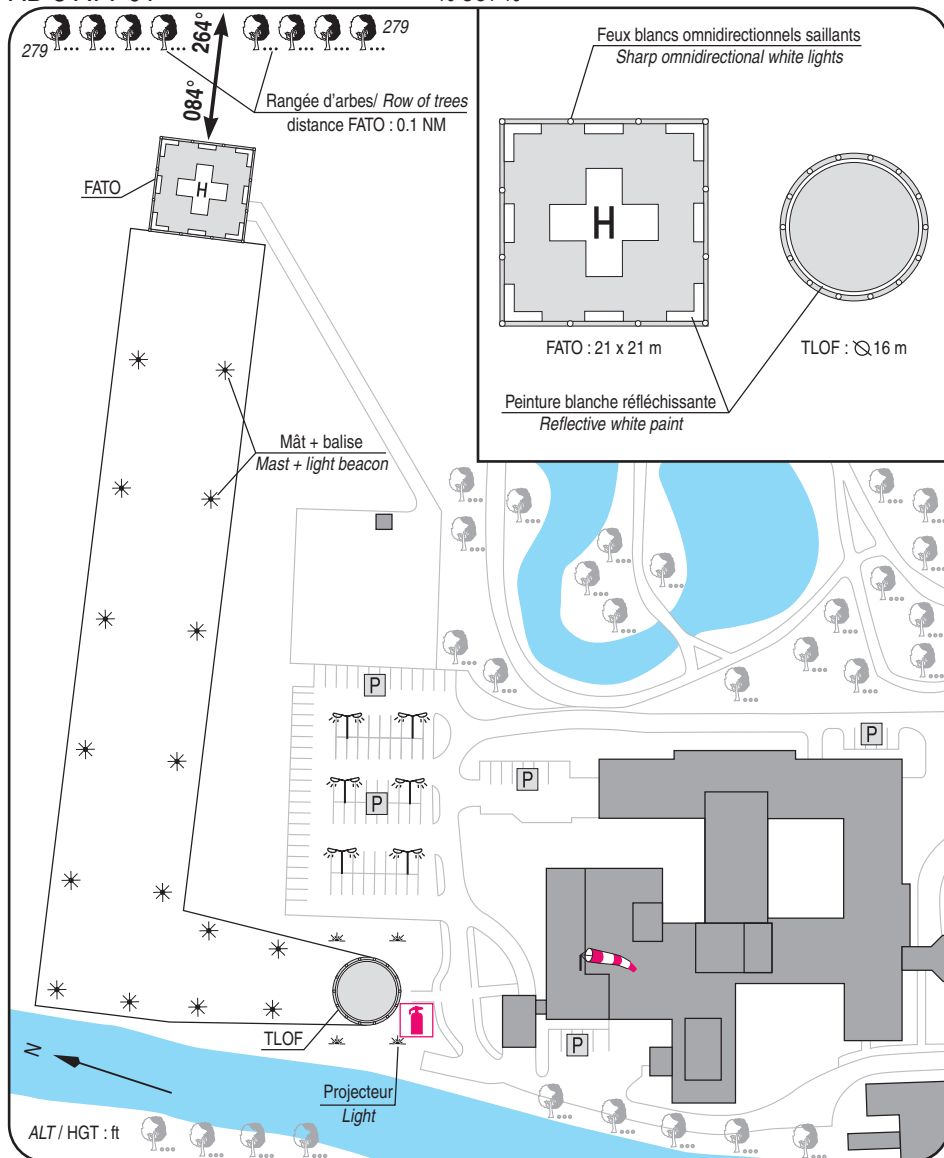 279
279
264°
084°
Rangée d'arbes/ Row of trees
distance FATO : 0.1 NM
FATO
H
Feux blancs omnidirectionnels saillants
Sharp omnidirectional white lights
H
FATO : 21 x 21 m
TLOF : ⌀ 16 m
Peinture blanche réfléchissante
Reflective white paint
Mât + balise
Mast + light beacon
P
P
P
P
P
TLOF
Projecteur
Light
N
ALT / HGT : ft